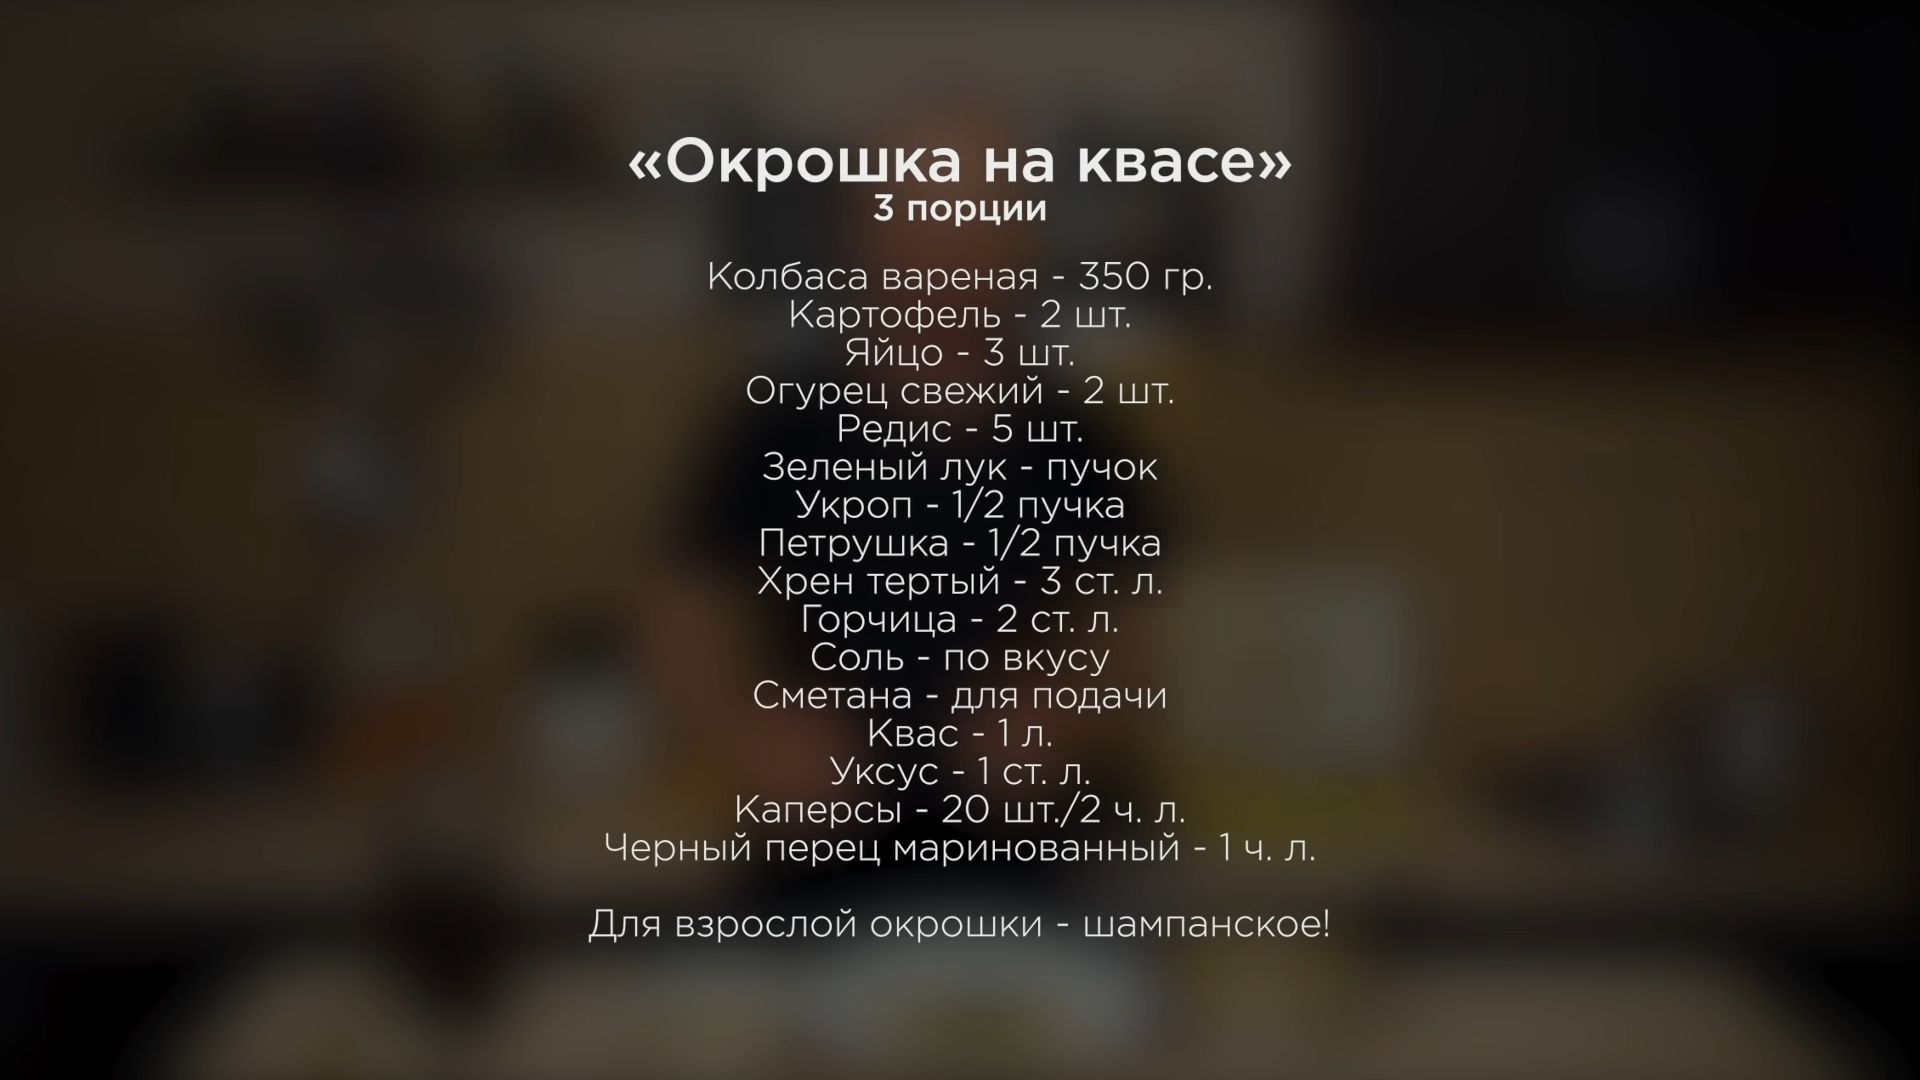 «Окрошка на квасе»
3 порции
Колбаса вареная - 350 гр.
Картофель - 2 шт.
Яйцо - 3 шт.
Огурец свежий - 2 шт.
Редис - 5 шт.
Зеленый лук - пучок
Укроп - 1/2 пучка
Петрушка - 1/2 пучка
Хрен тертый - 3 ст. л.
Горчица - 2 ст. л.
Соль - по вкусу
Сметана - для подачи
Квас - 1 л.
Уксус - 1 ст. л.
Каперсы - 20 шт./2 ч. л.
Черный перец маринованный - 1 ч. л.
Для взрослой окрошки - шампанское!